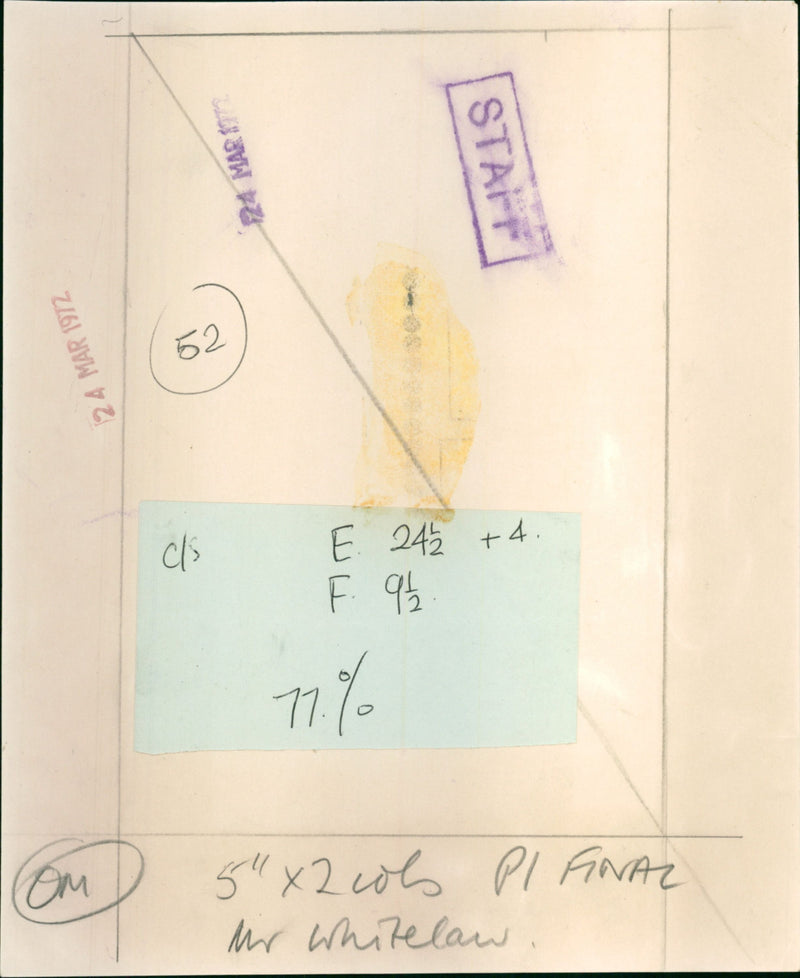 24 MAR 1972
STAFF
24 MAR 1972
52
c/s E. 24½ +4.
F. 9½.
77.%
OM 5" x 2 cols P1 FINAL
Mr Whitelaw.